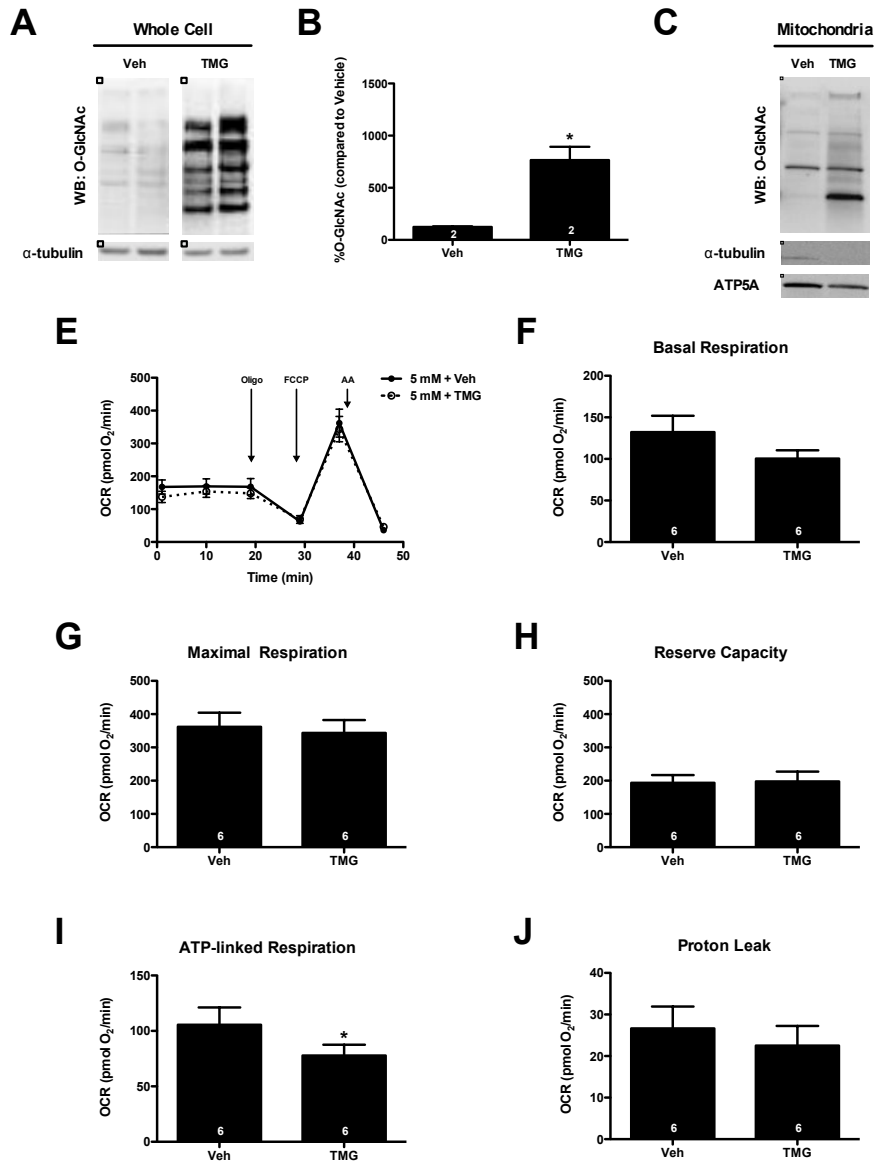 A
Whole Cell
Veh TMG
WB: O-GlcNAc
α-tubulin
B
%O-GlcNAc (compared to Vehicle)
1500
1000
500
0
*
2 2
Veh TMG
C
Mitochondria
Veh TMG
WB: O-GlcNAc
α-tubulin
ATP5A
E
OCR (pmol O2/min)
500
400
300
200
100
0
Oligo FCCP AA
5 mM + Veh
5 mM + TMG
0 10 20 30 40 50
Time (min)
F
Basal Respiration
OCR (pmol O2/min)
200
150
100
50
0
6 6
Veh TMG
G
Maximal Respiration
OCR (pmol O2/min)
500
400
300
200
100
0
6 6
Veh TMG
H
Reserve Capacity
OCR (pmol O2/min)
500
400
300
200
100
0
6 6
Veh TMG
I
ATP-linked Respiration
OCR (pmol O2/min)
150
100
50
0
*
6 6
Veh TMG
J
Proton Leak
OCR (pmol O2/min)
40
30
20
10
0
6 6
Veh TMG